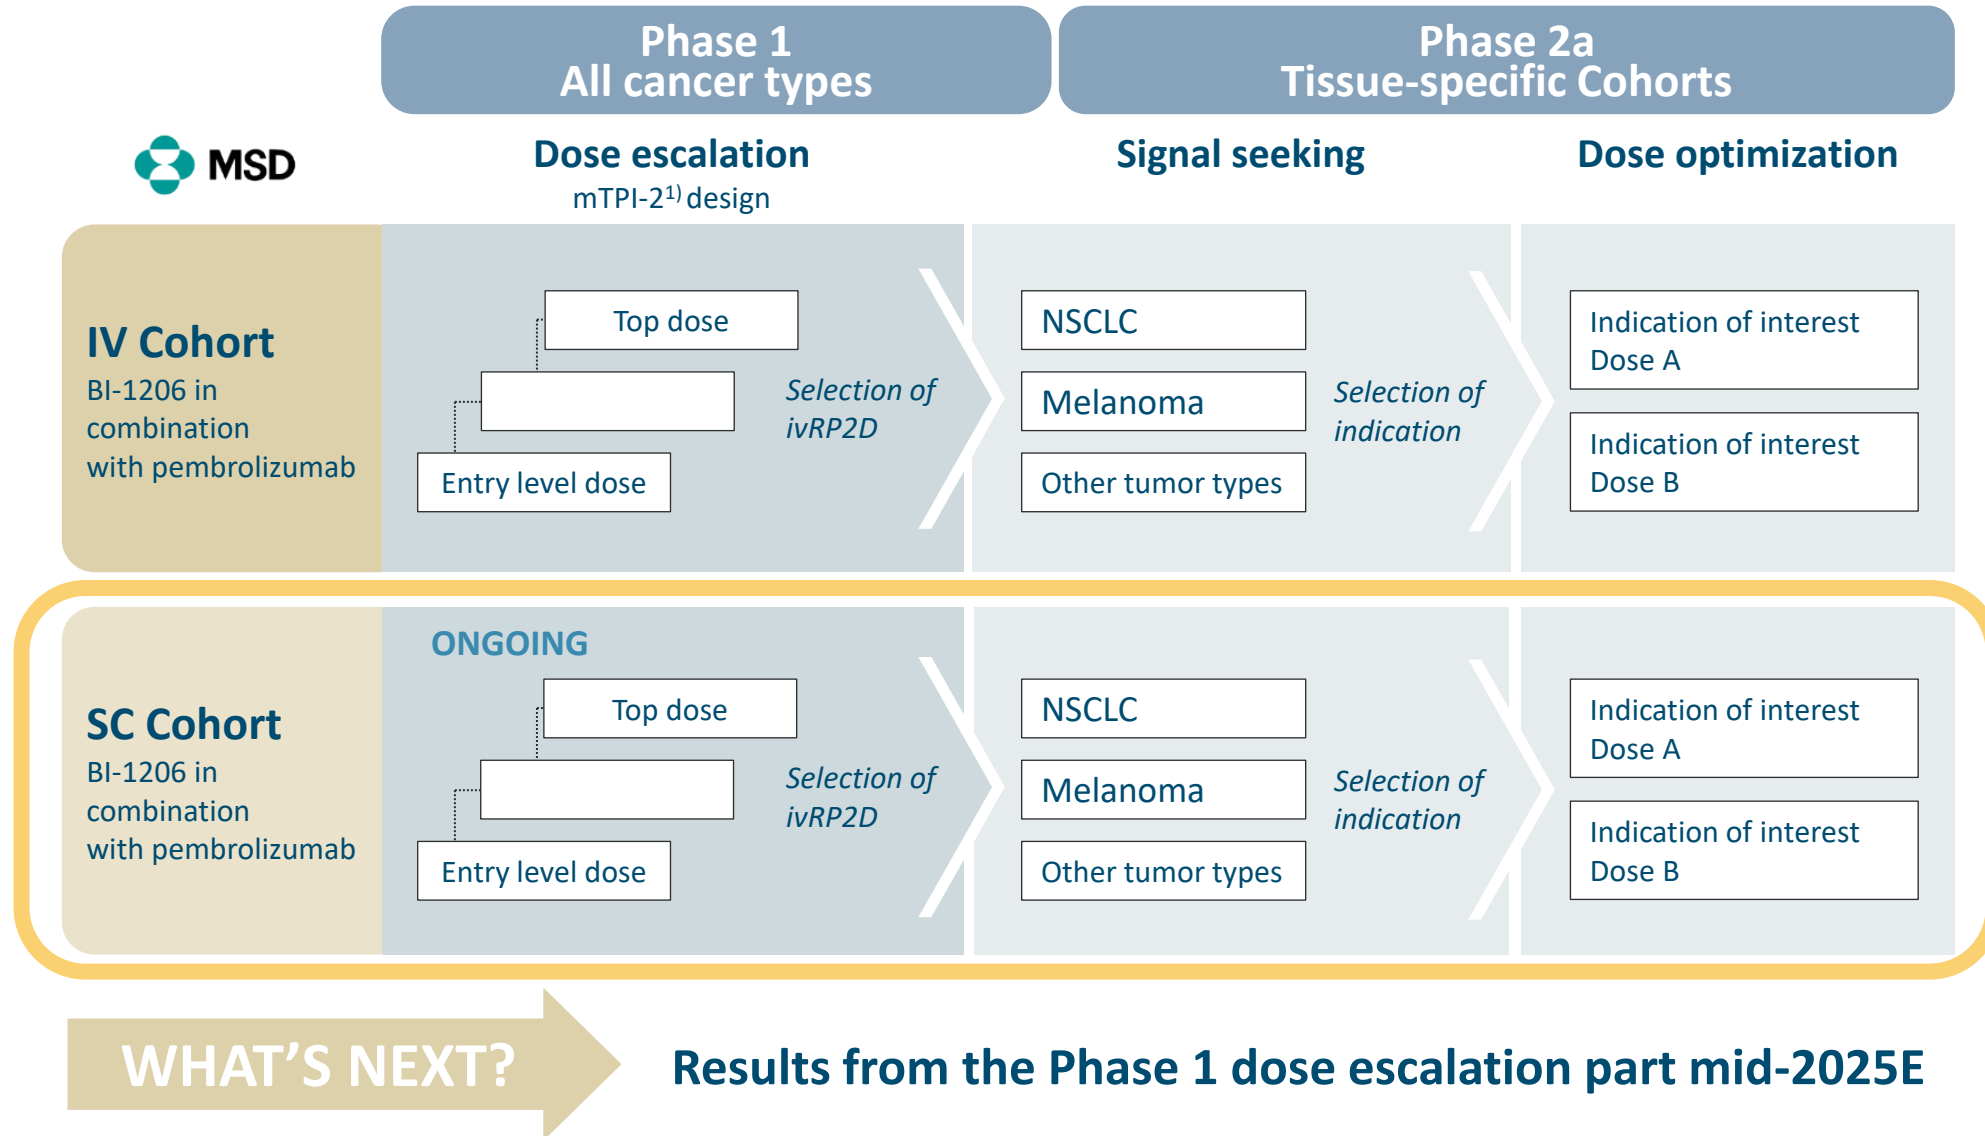 Phase 1
All cancer types
Phase 2a
Tissue-specific Cohorts
MSD
Dose escalation
mTPI-2¹⁾ design
Signal seeking
Dose optimization
IV Cohort
BI-1206 in
combination
with pembrolizumab
Top dose
Entry level dose
Selection of
ivRP2D
NSCLC
Melanoma
Other tumor types
Selection of
indication
Indication of interest
Dose A
Indication of interest
Dose B
SC Cohort
BI-1206 in
combination
with pembrolizumab
ONGOING
Top dose
Entry level dose
Selection of
ivRP2D
NSCLC
Melanoma
Other tumor types
Selection of
indication
Indication of interest
Dose A
Indication of interest
Dose B
WHAT'S NEXT?
Results from the Phase 1 dose escalation part mid-2025E